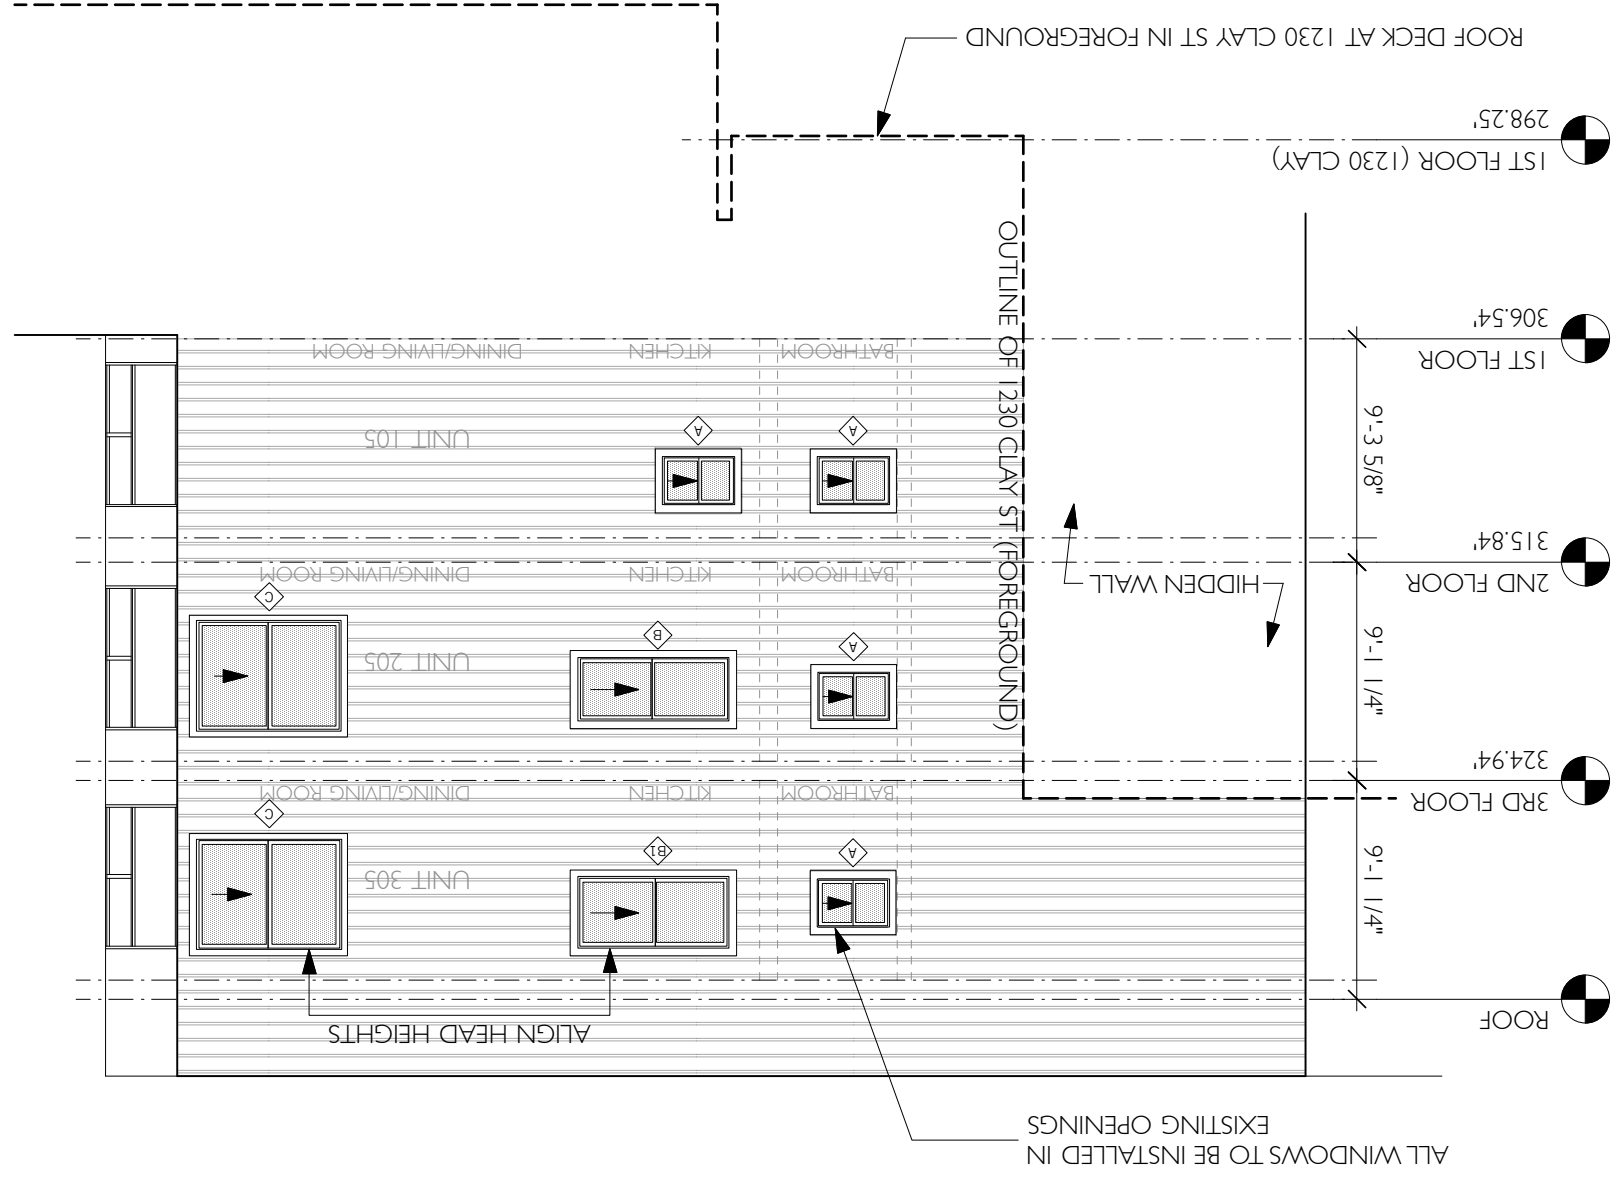 ALL WINDOWS TO BE INSTALLED IN
EXISTING OPENINGS
ALIGN HEAD HEIGHTS
ROOF
9'-1 1/4"
UNIT 305
A
B1
C
3RD FLOOR
324.94'
BATHROOM
KITCHEN
DINING/LIVING ROOM
9'-1 1/4"
HIDDEN WALL
OUTLINE OF 1230 CLAY ST (FOREGROUND)
UNIT 205
A
B
C
2ND FLOOR
315.84'
BATHROOM
KITCHEN
DINING/LIVING ROOM
9'-3 5/8"
UNIT 105
A
A
1ST FLOOR
306.54'
BATHROOM
KITCHEN
DINING/LIVING ROOM
1ST FLOOR (1230 CLAY)
298.25'
ROOF DECK AT 1230 CLAY ST IN FOREGROUND